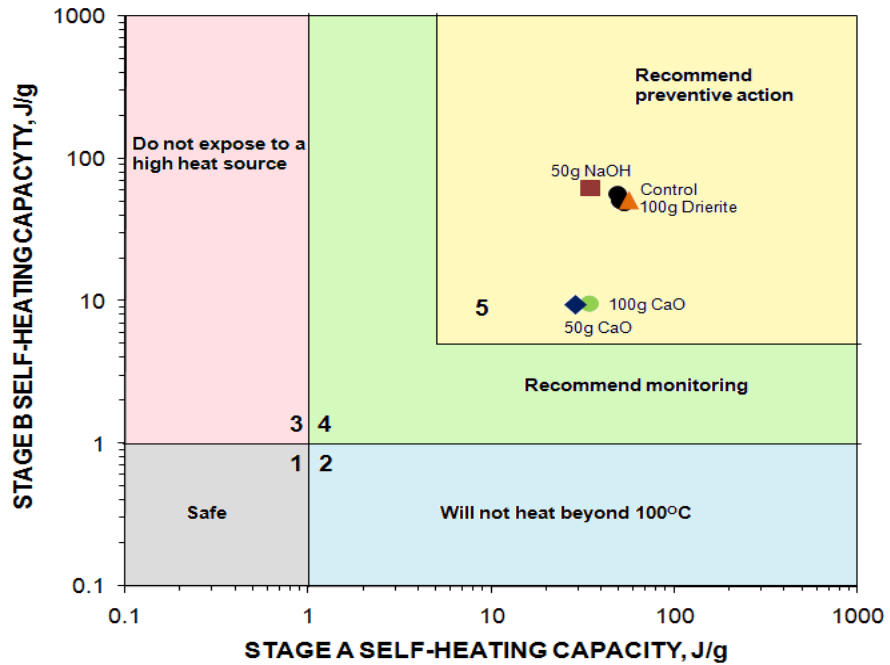 1000
100
10
1
0.1
STAGE B SELF-HEATING CAPACYTY, J/g
Do not expose to a
high heat source
Recommend
preventive action
50g NaOH
Control
100g Drierite
5
100g CaO
50g CaO
Recommend monitoring
3 4
1 2
Safe
Will not heat beyond 100ᴼC
0.1 1 10 100 1000
STAGE A SELF-HEATING CAPACITY, J/g